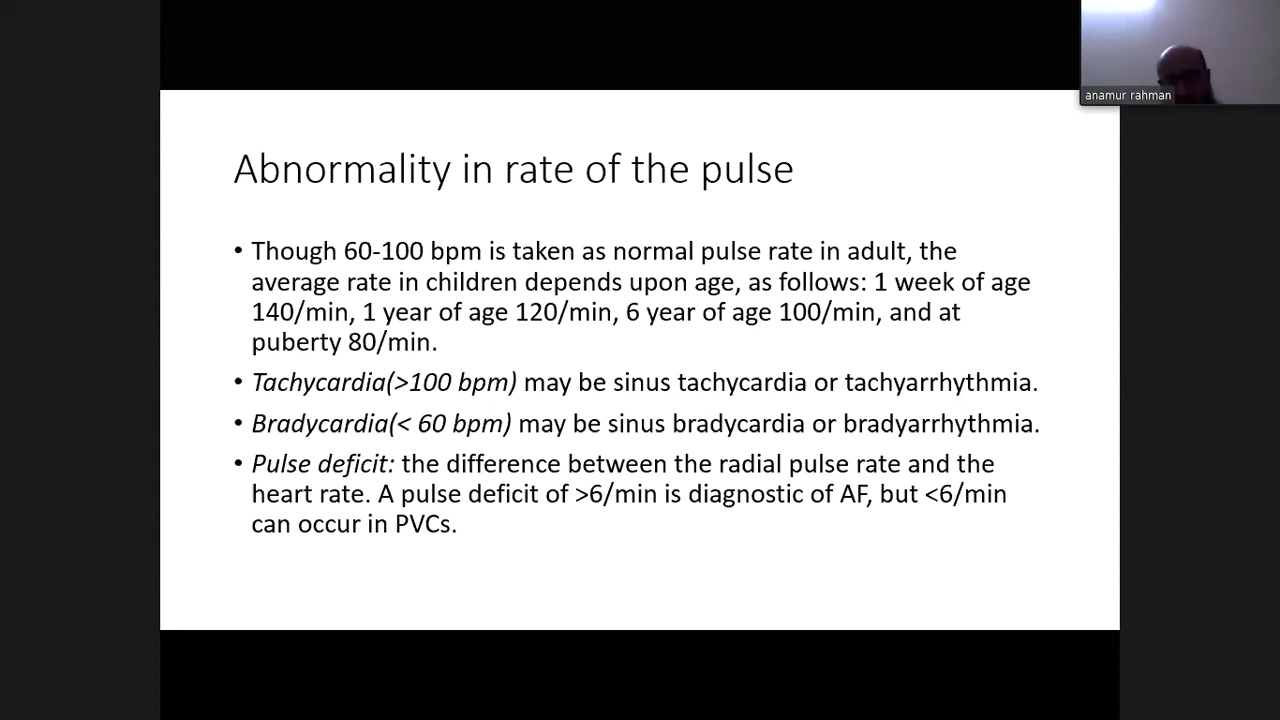 anamur rahman
Abnormality in rate of the pulse
• Though 60-100 bpm is taken as normal pulse rate in adult, the
average rate in children depends upon age, as follows: 1 week of age
140/min, 1 year of age 120/min, 6 year of age 100/min, and at
puberty 80/min.
• Tachycardia(>100 bpm) may be sinus tachycardia or tachyarrhythmia.
• Bradycardia(< 60 bpm) may be sinus bradycardia or bradyarrhythmia.
• Pulse deficit: the difference between the radial pulse rate and the
heart rate. A pulse deficit of >6/min is diagnostic of AF, but <6/min
can occur in PVCs.